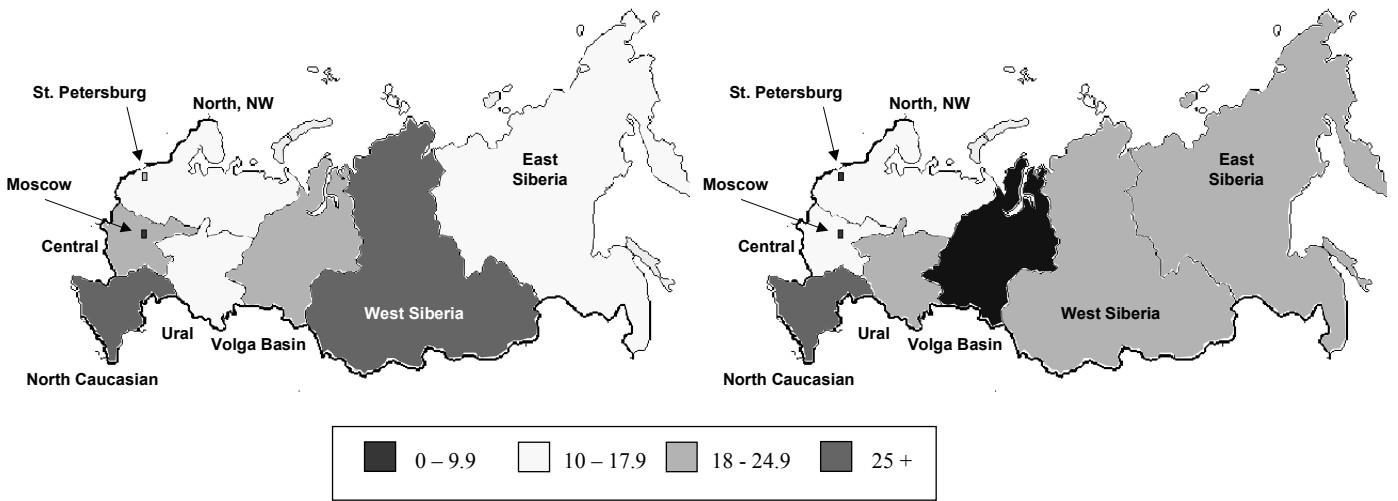 St. Petersburg
North, NW
East
Siberia
Moscow
Central
West Siberia
Ural
Volga Basin
North Caucasian
St. Petersburg
North, NW
East
Siberia
Moscow
Central
West Siberia
Ural
Volga Basin
North Caucasian
0 – 9.9
10 – 17.9
18 - 24.9
25 +